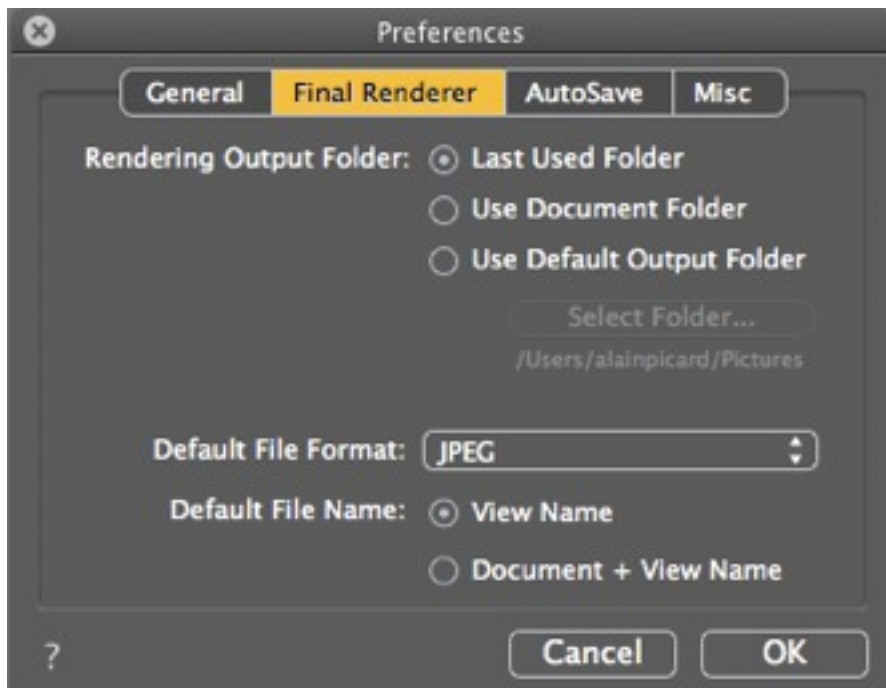 Preferences
General Final Renderer AutoSave Misc
Rendering Output Folder: Last Used Folder
Use Document Folder
Use Default Output Folder
Select Folder...
/Users/alainpicard/Pictures
Default File Format: JPEG
Default File Name: View Name
Document + View Name
? Cancel OK